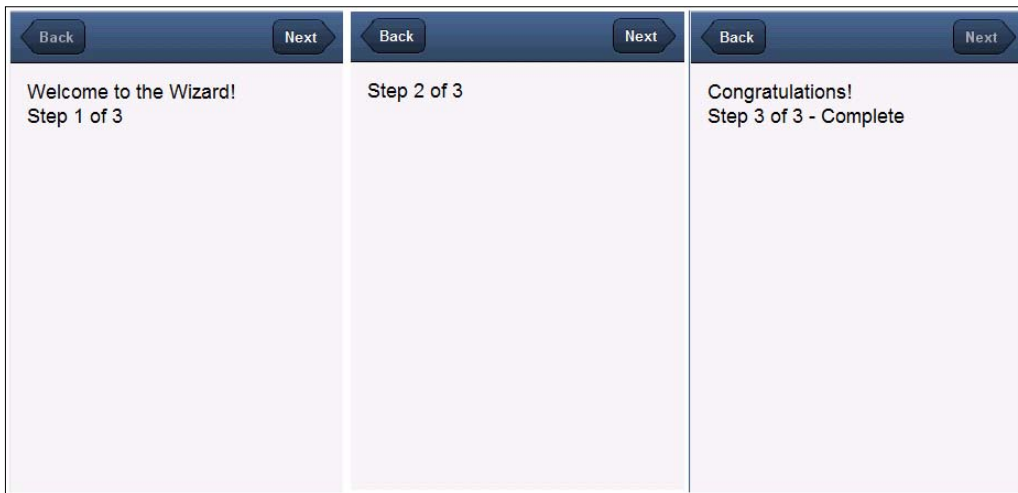 Back
Next
Welcome to the Wizard!
Step 1 of 3
Back
Next
Step 2 of 3
Back
Next
Congratulations!
Step 3 of 3 - Complete